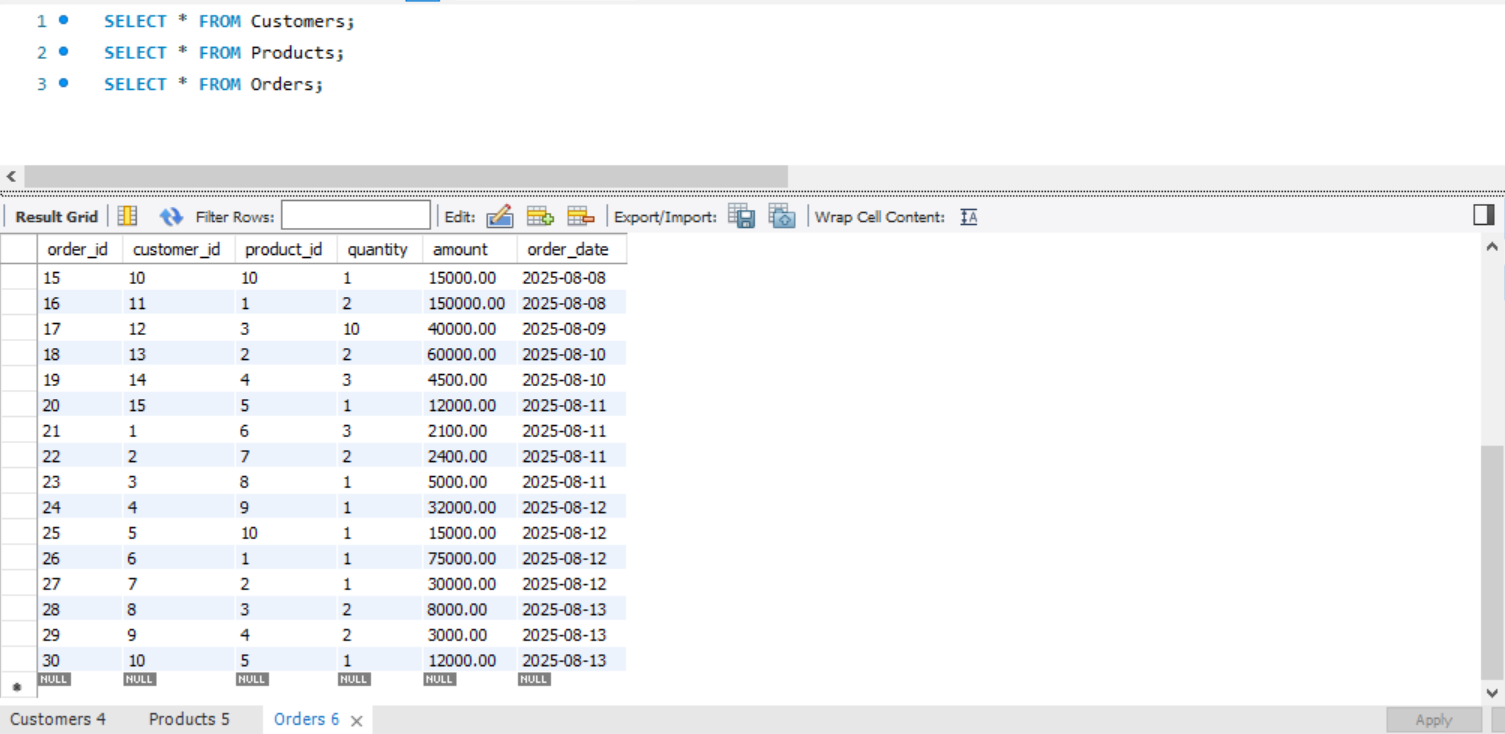 1 SELECT * FROM Customers;
2 SELECT * FROM Products;
3 SELECT * FROM Orders;
Result Grid Filter Rows: Edit: Export/Import: Wrap Cell Content: IA
order_id customer_id product_id quantity amount order_date
15 10 10 1 15000.00 2025-08-08
16 11 1 2 150000.00 2025-08-08
17 12 3 10 40000.00 2025-08-09
18 13 2 2 60000.00 2025-08-10
19 14 4 3 4500.00 2025-08-10
20 15 5 1 12000.00 2025-08-11
21 1 6 3 2100.00 2025-08-11
22 2 7 2 2400.00 2025-08-11
23 3 8 1 5000.00 2025-08-11
24 4 9 1 32000.00 2025-08-12
25 5 10 1 15000.00 2025-08-12
26 6 1 1 75000.00 2025-08-12
27 7 2 1 30000.00 2025-08-12
28 8 3 2 8000.00 2025-08-13
29 9 4 2 3000.00 2025-08-13
30 10 5 1 12000.00 2025-08-13
NULL NULL NULL NULL NULL NULL
Customers 4 Products 5 Orders 6 Apply